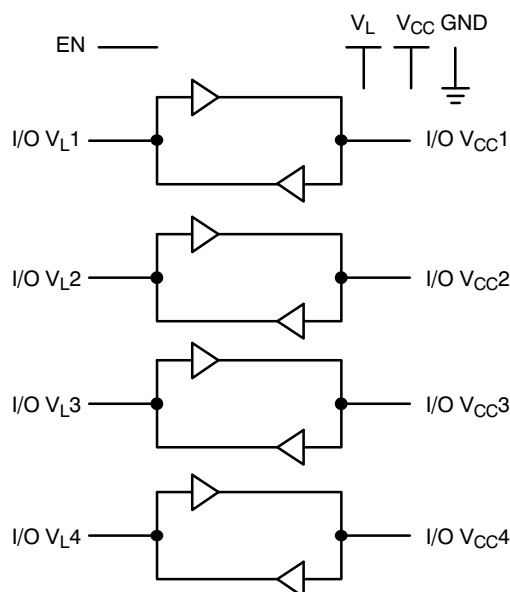 EN
VL VCC GND
I/O VL1 I/O VCC1
I/O VL2 I/O VCC2
I/O VL3 I/O VCC3
I/O VL4 I/O VCC4